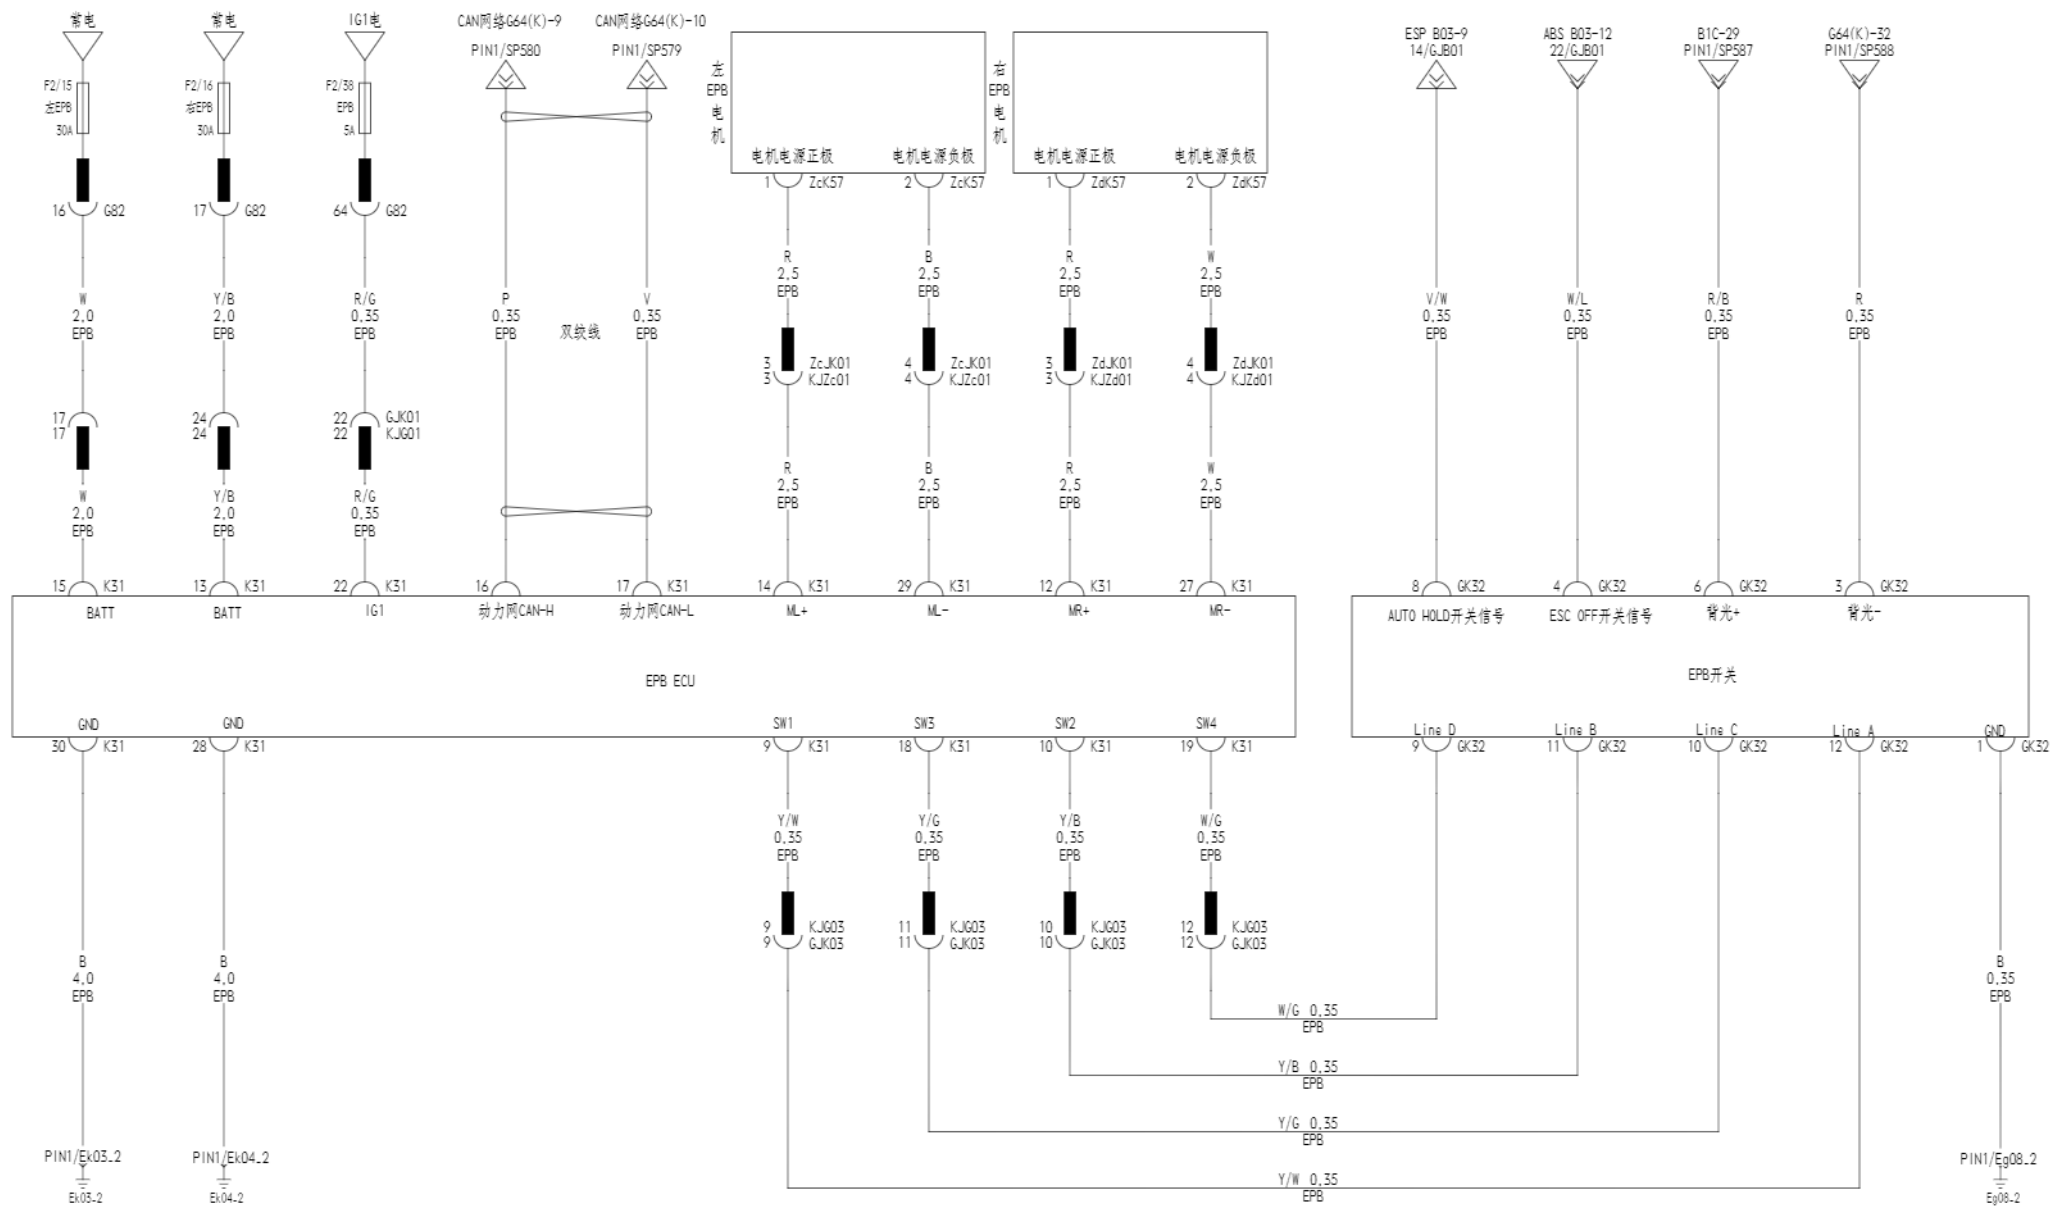 常电
常电
IG1电
CAN网络G64(K)-9
CAN网络G64(K)-10
PIN1/SP580
PIN1/SP579
ESP B03-9
14/GJB01
ABS B03-12
22/GJB01
B1C-29
PIN1/SP587
G64(K)-32
PIN1/SP588
F2/15
左EPB
30A
F2/16
右EPB
30A
F2/38
EPB
5A
左
EPB
电
机
右
EPB
电
机
电机电源正极
电机电源负极
电机电源正极
电机电源负极
1 ZcK57
2 ZcK57
1 ZdK57
2 ZdK57
16 G82
17 G82
64 G82
R
2.5
EPB
B
2.5
EPB
R
2.5
EPB
W
2.5
EPB
W
2.0
EPB
Y/B
2.0
EPB
R/G
0.35
EPB
P
0.35
EPB
双绞线
V
0.35
EPB
V/W
0.35
EPB
W/L
0.35
EPB
R/B
0.35
EPB
R
0.35
EPB
3 ZcJK01
3 KJZc01
4 ZcJK01
4 KJZc01
3 ZdJK01
3 KJZd01
4 ZdJK01
4 KJZd01
17
17
24
24
22 GJK01
22 KJG01
W
2.0
EPB
Y/B
2.0
EPB
R/G
0.35
EPB
R
2.5
EPB
B
2.5
EPB
R
2.5
EPB
W
2.5
EPB
15 K31
13 K31
22 K31
16 K31
17 K31
14 K31
29 K31
12 K31
27 K31
8 GK32
4 GK32
6 GK32
3 GK32
BATT
BATT
IG1
动力网CAN-H
动力网CAN-L
ML+
ML-
MR+
MR-
AUTO HOLD开关信号
ESC OFF开关信号
背光+
背光-
EPB ECU
EPB开关
GND
GND
SW1
SW3
SW2
SW4
Line D
Line B
Line C
Line A
GND
30 K31
28 K31
9 K31
18 K31
10 K31
19 K31
9 GK32
11 GK32
10 GK32
12 GK32
1 GK32
Y/W
0.35
EPB
Y/G
0.35
EPB
Y/B
0.35
EPB
W/G
0.35
EPB
9 KJG03
9 GJK03
11 KJG03
11 GJK03
10 KJG03
10 GJK03
12 KJG03
12 GJK03
B
4.0
EPB
B
4.0
EPB
B
0.35
EPB
W/G 0.35
EPB
Y/B 0.35
EPB
Y/G 0.35
EPB
Y/W 0.35
EPB
PIN1/Ek03_2
Ek03-2
PIN1/Ek04_2
Ek04-2
PIN1/Eg08_2
Eg08-2